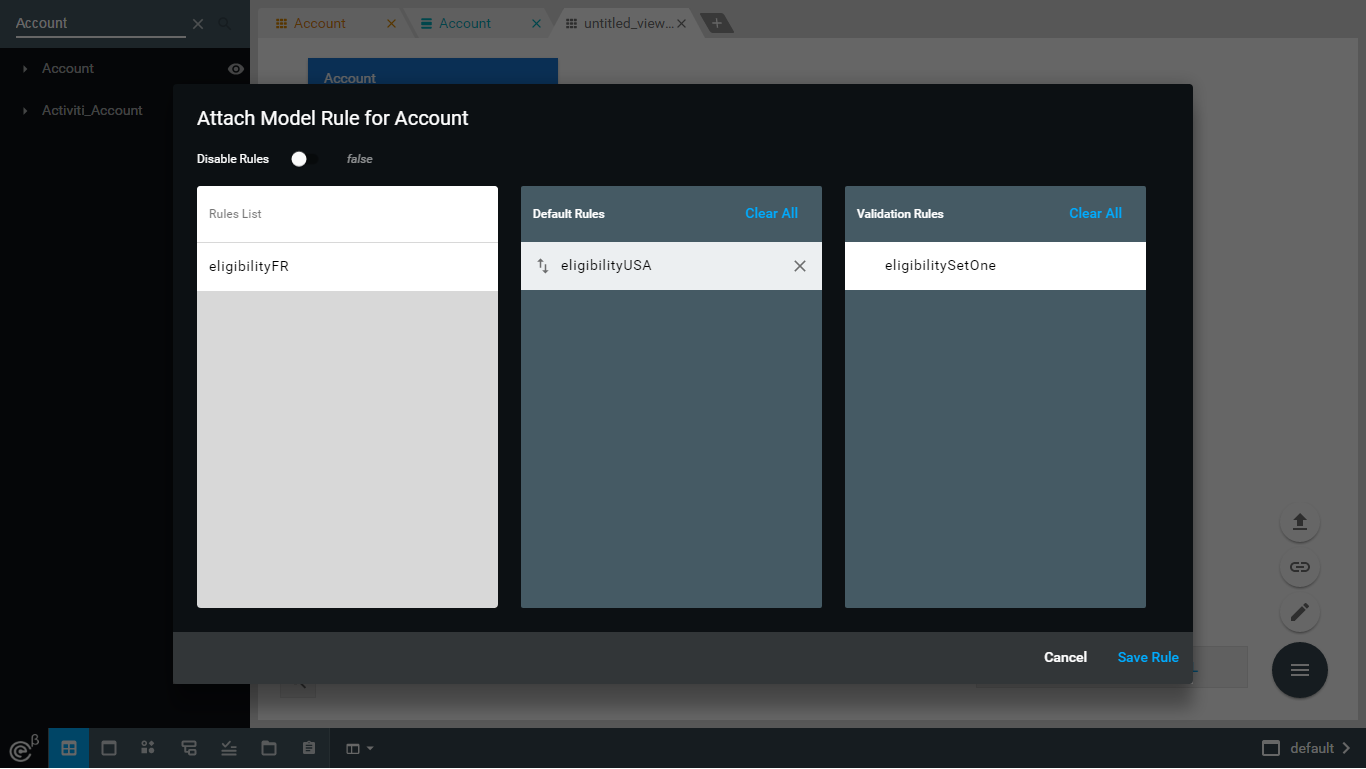 Account
Account
Account
untitled_view...
Account
Activiti_Account
Account
Attach Model Rule for Account
Disable Rules
false
Rules List
Default Rules
Clear All
Validation Rules
Clear All
eligibilityFR
eligibilityUSA
eligibilitySetOne
Cancel
Save Rule
β
default